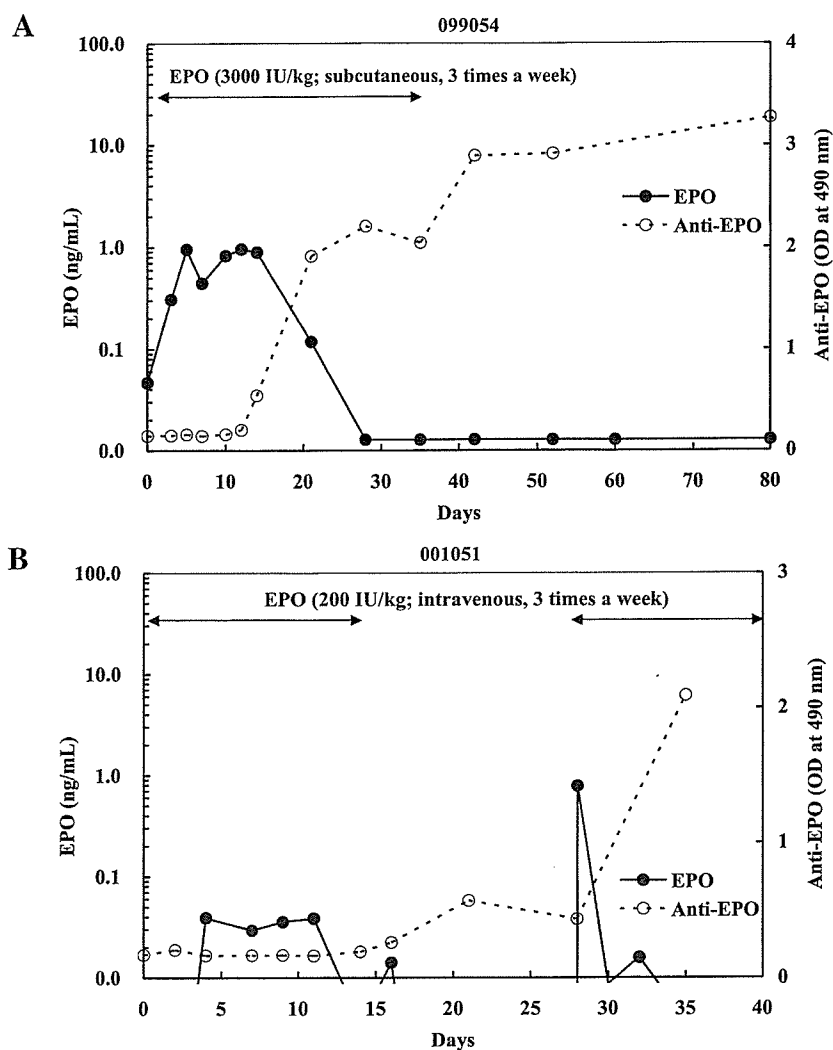 A
099054
100.0
10.0
1.0
0.1
0.0
EPO (ng/mL)
EPO (3000 IU/kg; subcutaneous, 3 times a week)
EPO
Anti-EPO
4
3
2
1
0
Anti-EPO (OD at 490 nm)
0 10 20 30 40 50 60 70 80
Days
B
001051
100.0
10.0
1.0
0.1
0.0
EPO (ng/mL)
EPO (200 IU/kg; intravenous, 3 times a week)
EPO
Anti-EPO
3
2
1
0
Anti-EPO (OD at 490 nm)
0 5 10 15 20 25 30 35 40
Days